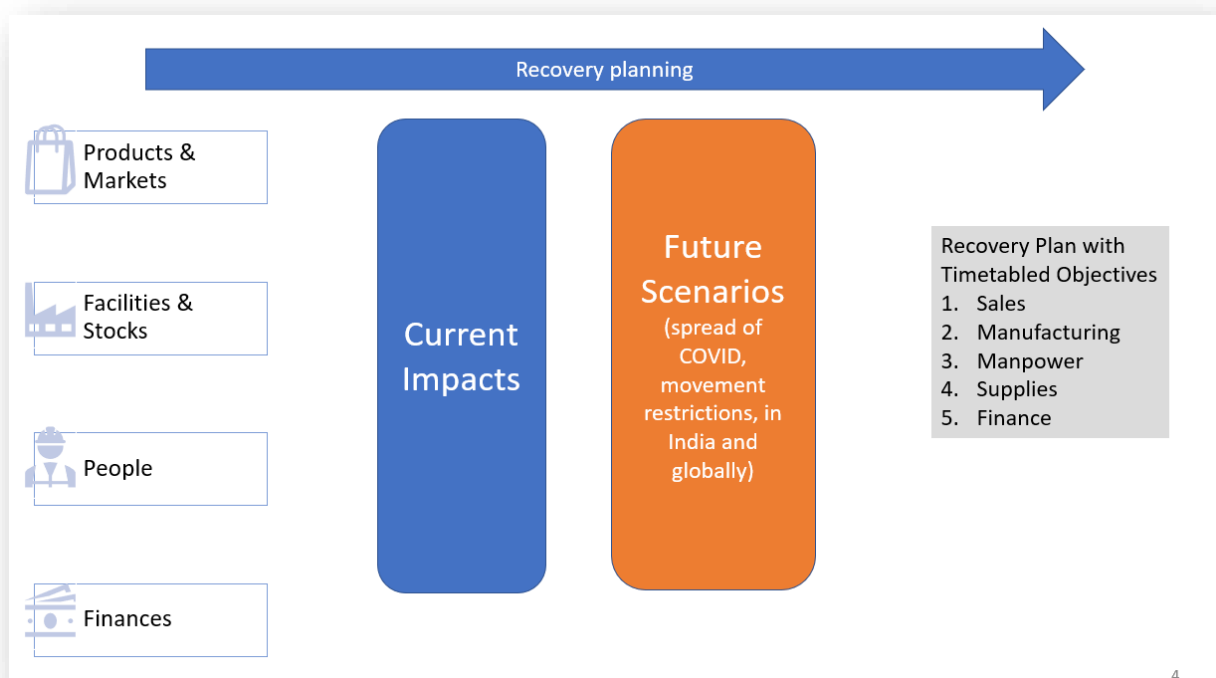 Recovery planning
Products &
Markets
Facilities &
Stocks
People
Finances
Current
Impacts
Future
Scenarios
(spread of
COVID,
movement
restrictions, in
India and
globally)
Recovery Plan with
Timetabled Objectives
1. Sales
2. Manufacturing
3. Manpower
4. Supplies
5. Finance
4